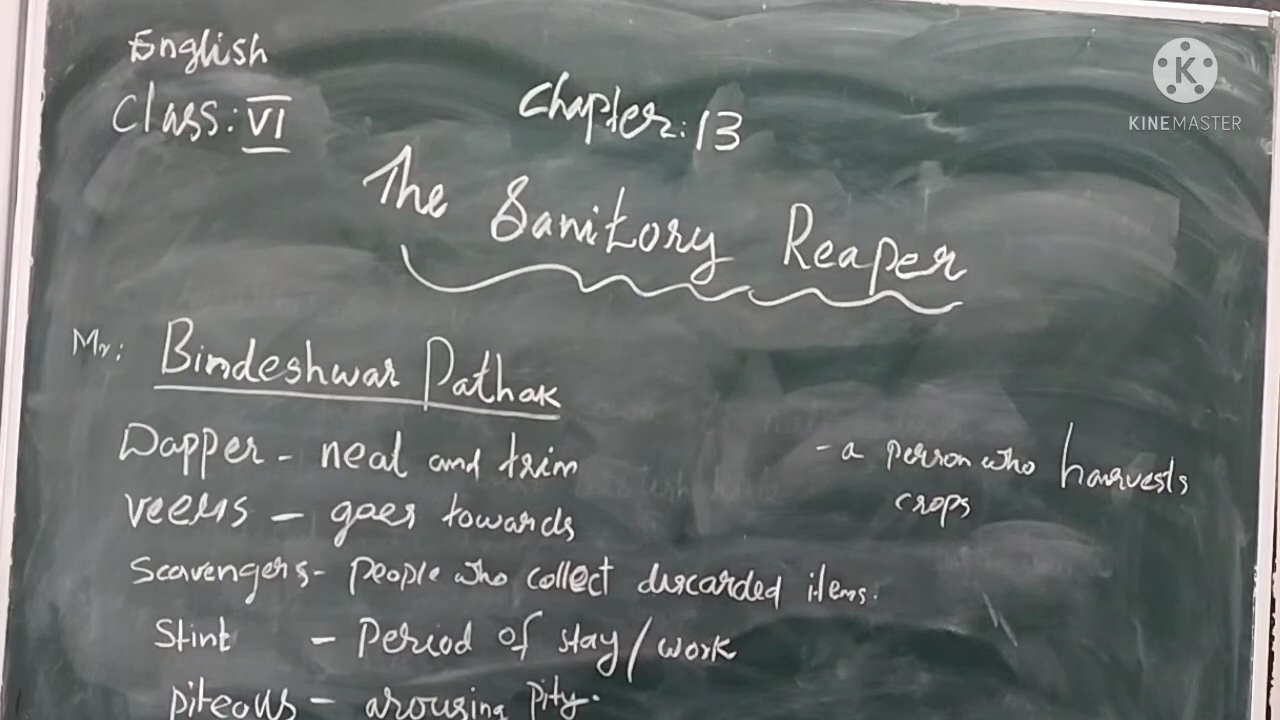 English
Class: VI
Chapter: 13
The Sanitory Reaper
Mr: Bindeshwar Pathak
Dapper - neat and trim
- a person who harvests
crops
veers - goes towards
Scavengers - people who collect discarded items.
Stint - Period of stay/work
piteous - arousing pity.
K
KINEMASTER